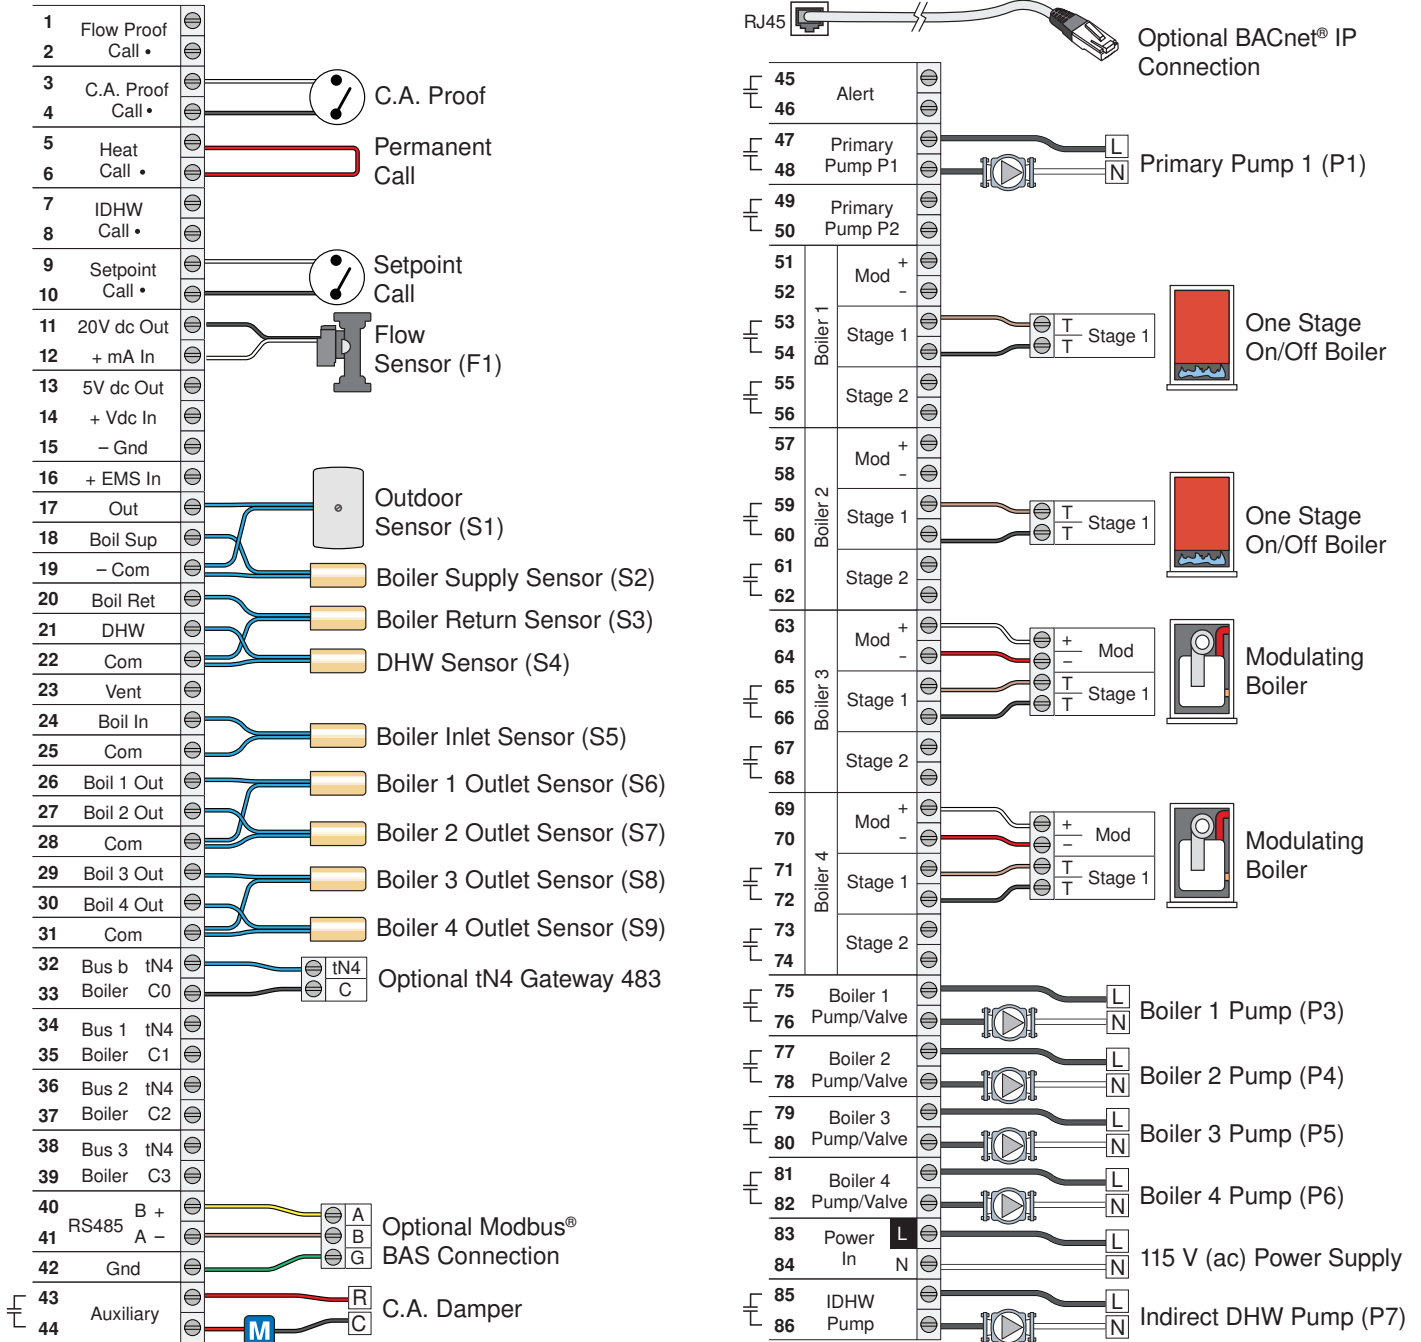 1 Flow Proof
2 Call •
3 C.A. Proof
4 Call •
C.A. Proof
5 Heat
6 Call •
Permanent
Call
7 IDHW
8 Call •
9 Setpoint
10 Call •
Setpoint
Call
11 20V dc Out
12 + mA In
Flow
Sensor (F1)
13 5V dc Out
14 + Vdc In
15 – Gnd
16 + EMS In
17 Out
Outdoor
Sensor (S1)
18 Boil Sup
19 – Com
Boiler Supply Sensor (S2)
20 Boil Ret
Boiler Return Sensor (S3)
21 DHW
22 Com
DHW Sensor (S4)
23 Vent
24 Boil In
25 Com
Boiler Inlet Sensor (S5)
26 Boil 1 Out
Boiler 1 Outlet Sensor (S6)
27 Boil 2 Out
28 Com
Boiler 2 Outlet Sensor (S7)
29 Boil 3 Out
Boiler 3 Outlet Sensor (S8)
30 Boil 4 Out
31 Com
Boiler 4 Outlet Sensor (S9)
32 Bus b tN4
33 Boiler C0
tN4
C
Optional tN4 Gateway 483
34 Bus 1 tN4
35 Boiler C1
36 Bus 2 tN4
37 Boiler C2
38 Bus 3 tN4
39 Boiler C3
40 B +
RS485
41 A –
42 Gnd
A
B
G
Optional Modbus®
BAS Connection
43 Auxiliary
44
M
R
C
C.A. Damper
RJ45
Optional BACnet® IP
Connection
45 Alert
46
47 Primary
48 Pump P1
L
N
Primary Pump 1 (P1)
49 Primary
50 Pump P2
Boiler 1
51 Mod +
52 -
53 Stage 1
54
T
T
Stage 1
One Stage
On/Off Boiler
55 Stage 2
56
Boiler 2
57 Mod +
58 -
59 Stage 1
60
T
T
Stage 1
One Stage
On/Off Boiler
61 Stage 2
62
Boiler 3
63 Mod +
64 -
65 Stage 1
66
+
–
Mod
T
T
Stage 1
Modulating
Boiler
67 Stage 2
68
Boiler 4
69 Mod +
70 -
71 Stage 1
72
+
–
Mod
T
T
Stage 1
Modulating
Boiler
73 Stage 2
74
75 Boiler 1
76 Pump/Valve
L
N
Boiler 1 Pump (P3)
77 Boiler 2
78 Pump/Valve
L
N
Boiler 2 Pump (P4)
79 Boiler 3
80 Pump/Valve
L
N
Boiler 3 Pump (P5)
81 Boiler 4
82 Pump/Valve
L
N
Boiler 4 Pump (P6)
83 Power L
84 In N
L
N
115 V (ac) Power Supply
85 IDHW
86 Pump
L
N
Indirect DHW Pump (P7)